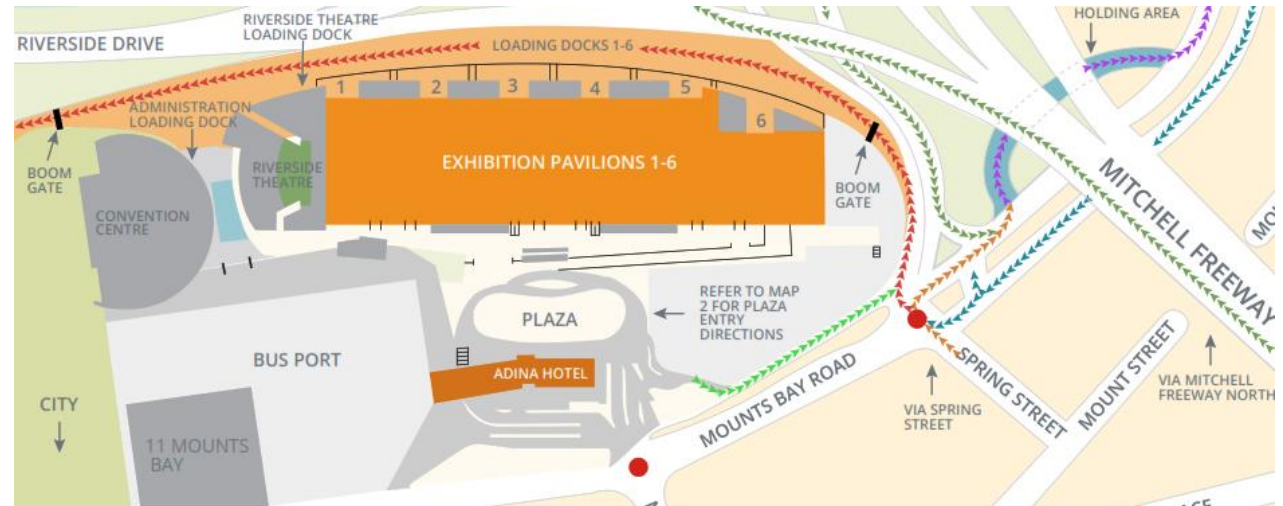 RIVERSIDE THEATRE
LOADING DOCK
HOLDING AREA
RIVERSIDE DRIVE
LOADING DOCKS 1-6
1
2
3
4
5
6
ADMINISTRATION
LOADING DOCK
BOOM
GATE
RIVERSIDE
THEATRE
EXHIBITION PAVILIONS 1-6
BOOM
GATE
MITCHELL FREEWAY
CONVENTION
CENTRE
REFER TO MAP
2 FOR PLAZA
ENTRY
DIRECTIONS
PLAZA
BUS PORT
ADINA HOTEL
MOUNTS BAY ROAD
SPRING STREET
MOUNT STREET
VIA MITCHELL
FREEWAY NORTH
VIA SPRING
STREET
CITY
11 MOUNTS
BAY